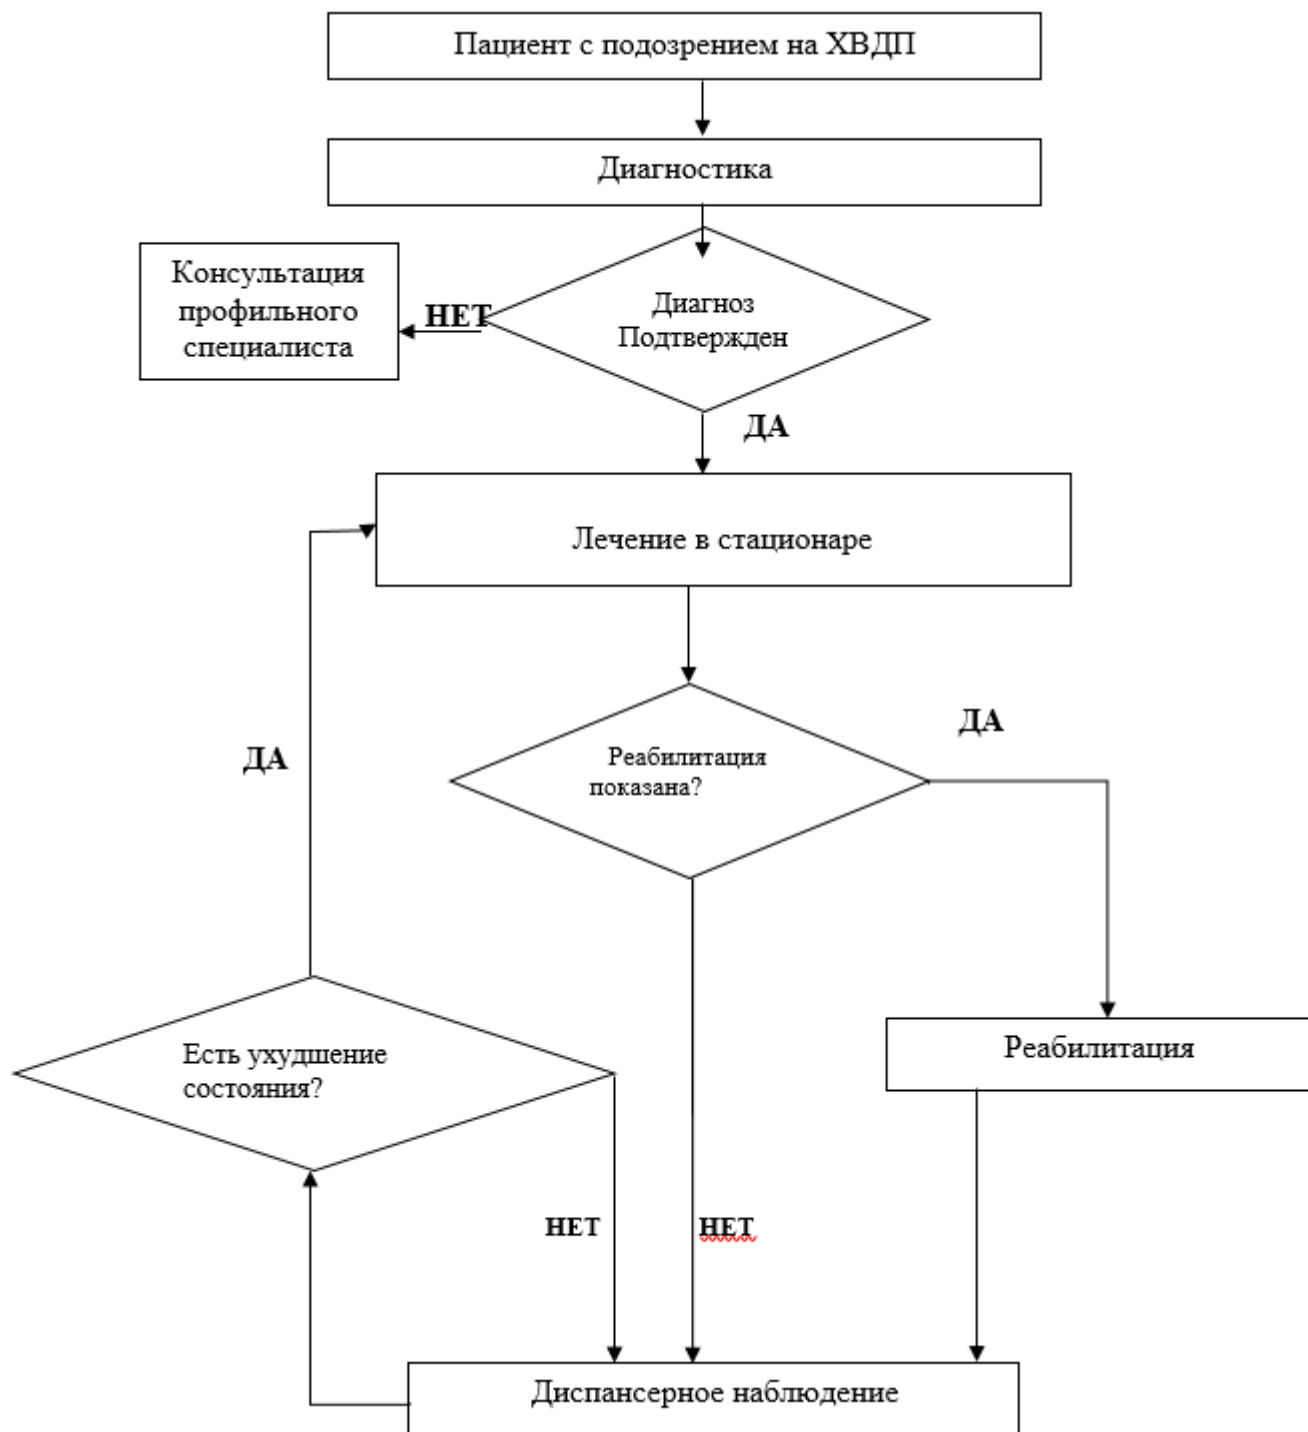 Пациент с подозрением на ХВДП
Диагностика
Консультация
профильного
специалиста
НЕТ
Диагноз
Подтвержден
ДА
Лечение в стационаре
ДА
Реабилитация
показана?
ДА
Есть ухудшение
состояния?
Реабилитация
НЕТ
НЕТ
Диспансерное наблюдение